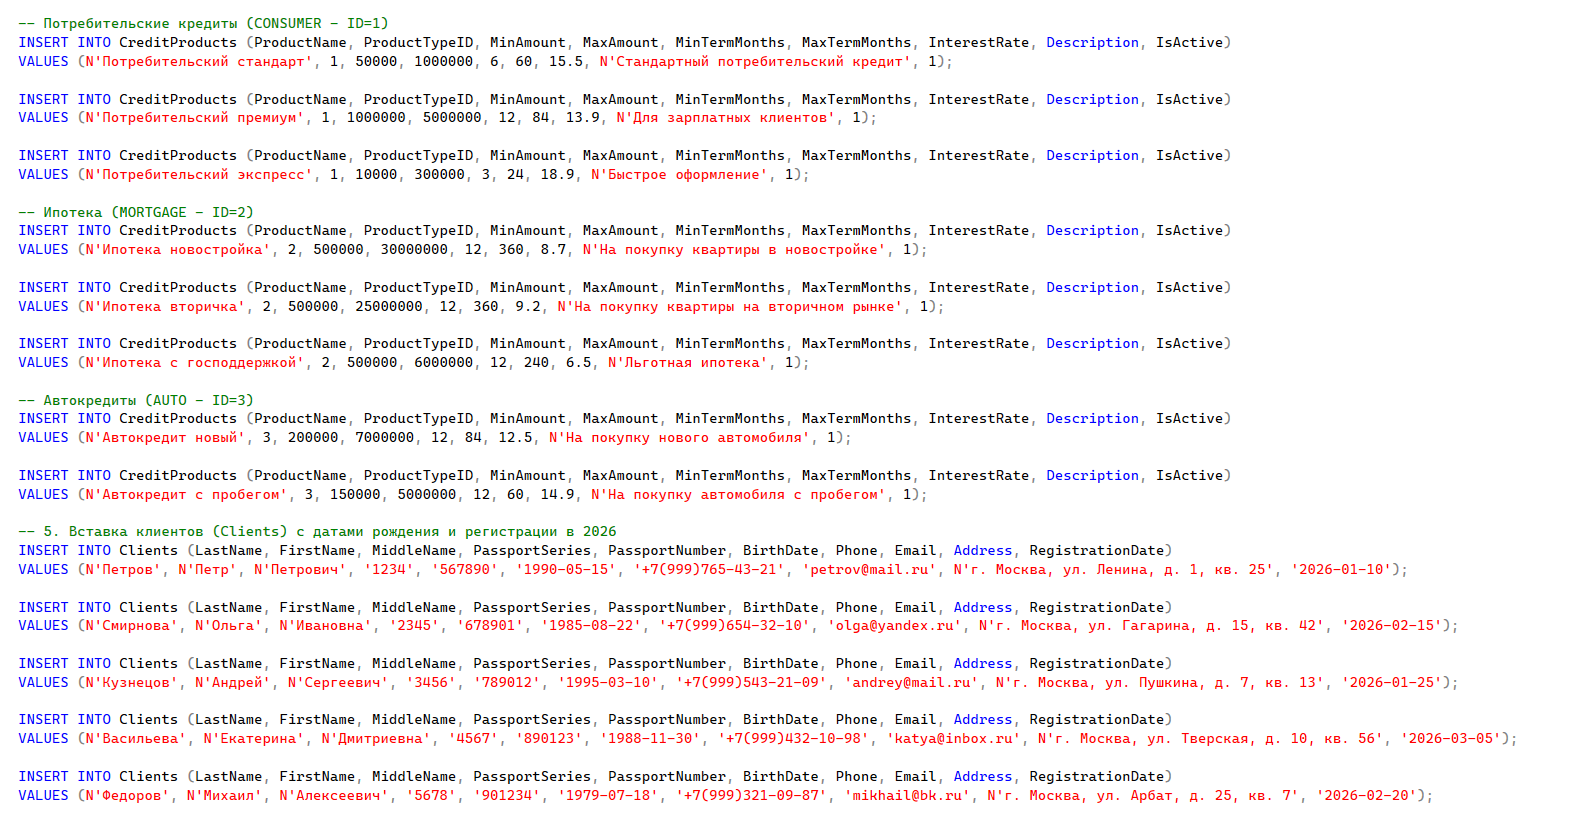 -- Потребительские кредиты (CONSUMER - ID=1)
INSERT INTO CreditProducts (ProductName, ProductTypeID, MinAmount, MaxAmount, MinTermMonths, MaxTermMonths, InterestRate, Description, IsActive)
VALUES (N'Потребительский стандарт', 1, 50000, 1000000, 6, 60, 15.5, N'Стандартный потребительский кредит', 1);
INSERT INTO CreditProducts (ProductName, ProductTypeID, MinAmount, MaxAmount, MinTermMonths, MaxTermMonths, InterestRate, Description, IsActive)
VALUES (N'Потребительский премиум', 1, 1000000, 5000000, 12, 84, 13.9, N'Для зарплатных клиентов', 1);
INSERT INTO CreditProducts (ProductName, ProductTypeID, MinAmount, MaxAmount, MinTermMonths, MaxTermMonths, InterestRate, Description, IsActive)
VALUES (N'Потребительский экспресс', 1, 10000, 300000, 3, 24, 18.9, N'Быстрое оформление', 1);
-- Ипотека (MORTGAGE - ID=2)
INSERT INTO CreditProducts (ProductName, ProductTypeID, MinAmount, MaxAmount, MinTermMonths, MaxTermMonths, InterestRate, Description, IsActive)
VALUES (N'Ипотека новостройка', 2, 500000, 30000000, 12, 360, 8.7, N'На покупку квартиры в новостройке', 1);
INSERT INTO CreditProducts (ProductName, ProductTypeID, MinAmount, MaxAmount, MinTermMonths, MaxTermMonths, InterestRate, Description, IsActive)
VALUES (N'Ипотека вторичка', 2, 500000, 25000000, 12, 360, 9.2, N'На покупку квартиры на вторичном рынке', 1);
INSERT INTO CreditProducts (ProductName, ProductTypeID, MinAmount, MaxAmount, MinTermMonths, MaxTermMonths, InterestRate, Description, IsActive)
VALUES (N'Ипотека с господдержкой', 2, 500000, 6000000, 12, 240, 6.5, N'Льготная ипотека', 1);
-- Автокредиты (AUTO - ID=3)
INSERT INTO CreditProducts (ProductName, ProductTypeID, MinAmount, MaxAmount, MinTermMonths, MaxTermMonths, InterestRate, Description, IsActive)
VALUES (N'Автокредит новый', 3, 200000, 7000000, 12, 84, 12.5, N'На покупку нового автомобиля', 1);
INSERT INTO CreditProducts (ProductName, ProductTypeID, MinAmount, MaxAmount, MinTermMonths, MaxTermMonths, InterestRate, Description, IsActive)
VALUES (N'Автокредит с пробегом', 3, 150000, 5000000, 12, 60, 14.9, N'На покупку автомобиля с пробегом', 1);
-- 5. Вставка клиентов (Clients) с датами рождения и регистрации в 2026
INSERT INTO Clients (LastName, FirstName, MiddleName, PassportSeries, PassportNumber, BirthDate, Phone, Email, Address, RegistrationDate)
VALUES (N'Петров', N'Петр', N'Петрович', '1234', '567890', '1990-05-15', '+7(999)765-43-21', 'petrov@mail.ru', N'г. Москва, ул. Ленина, д. 1, кв. 25', '2026-01-10');
INSERT INTO Clients (LastName, FirstName, MiddleName, PassportSeries, PassportNumber, BirthDate, Phone, Email, Address, RegistrationDate)
VALUES (N'Смирнова', N'Ольга', N'Ивановна', '2345', '678901', '1985-08-22', '+7(999)654-32-10', 'olga@yandex.ru', N'г. Москва, ул. Гагарина, д. 15, кв. 42', '2026-02-15');
INSERT INTO Clients (LastName, FirstName, MiddleName, PassportSeries, PassportNumber, BirthDate, Phone, Email, Address, RegistrationDate)
VALUES (N'Кузнецов', N'Андрей', N'Сергеевич', '3456', '789012', '1995-03-10', '+7(999)543-21-09', 'andrey@mail.ru', N'г. Москва, ул. Пушкина, д. 7, кв. 13', '2026-01-25');
INSERT INTO Clients (LastName, FirstName, MiddleName, PassportSeries, PassportNumber, BirthDate, Phone, Email, Address, RegistrationDate)
VALUES (N'Васильева', N'Екатерина', N'Дмитриевна', '4567', '890123', '1988-11-30', '+7(999)432-10-98', 'katya@inbox.ru', N'г. Москва, ул. Тверская, д. 10, кв. 56', '2026-03-05');
INSERT INTO Clients (LastName, FirstName, MiddleName, PassportSeries, PassportNumber, BirthDate, Phone, Email, Address, RegistrationDate)
VALUES (N'Федоров', N'Михаил', N'Алексеевич', '5678', '901234', '1979-07-18', '+7(999)321-09-87', 'mikhail@bk.ru', N'г. Москва, ул. Арбат, д. 25, кв. 7', '2026-02-20');